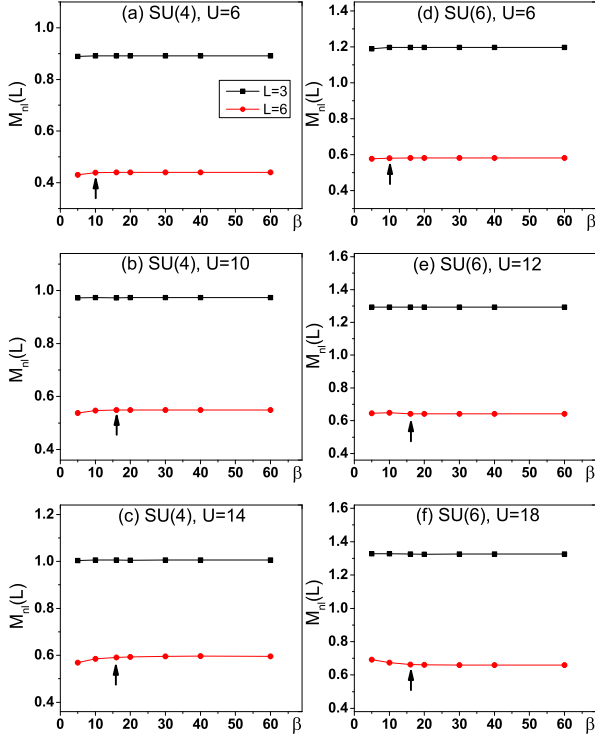 (a) SU(4), U=6
M_nl(L)
1.0
0.8
0.6
0.4
L=3
L=6
0 10 20 30 40 50 60 β
(d) SU(6), U=6
M_nl(L)
1.4
1.2
1.0
0.8
0.6
0.4
0 10 20 30 40 50 60 β
(b) SU(4), U=10
M_nl(L)
1.0
0.8
0.6
0.4
0 10 20 30 40 50 60 β
(e) SU(6), U=12
M_nl(L)
1.6
1.4
1.2
1.0
0.8
0.6
0.4
0 10 20 30 40 50 60 β
(c) SU(4), U=14
M_nl(L)
1.2
1.0
0.8
0.6
0.4
0 10 20 30 40 50 60 β
(f) SU(6), U=18
M_nl(L)
1.6
1.4
1.2
1.0
0.8
0.6
0.4
0 10 20 30 40 50 60 β